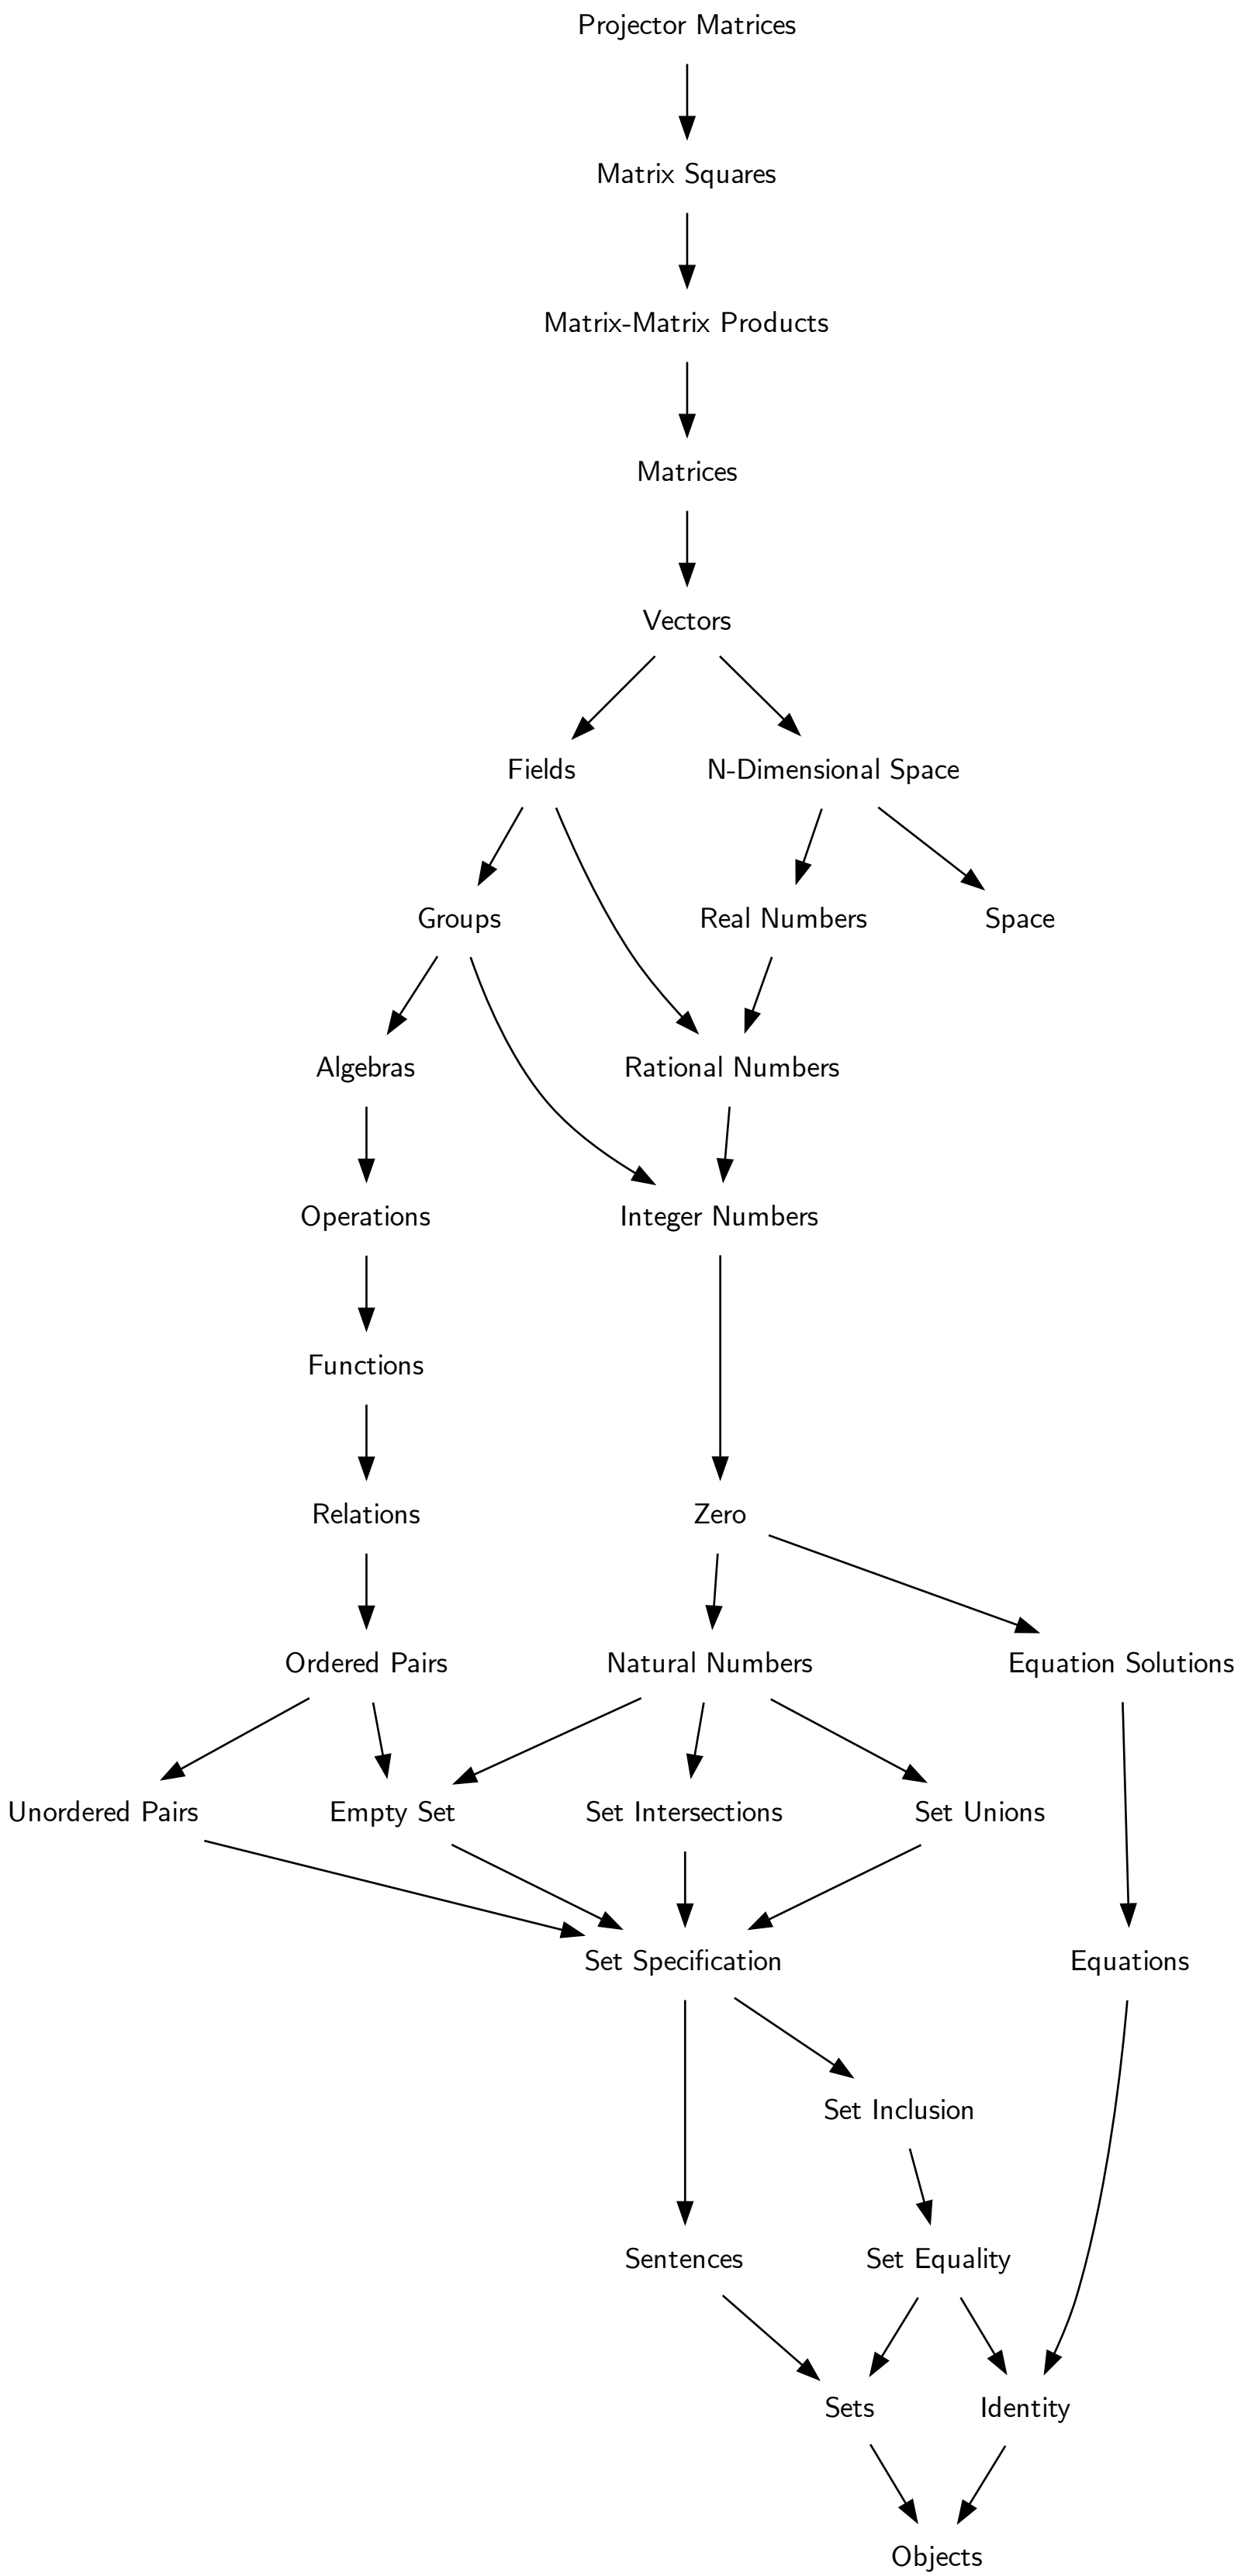 Projector Matrices
Matrix Squares
Matrix-Matrix Products
Matrices
Vectors
Fields
N-Dimensional Space
Groups
Real Numbers
Space
Algebras
Rational Numbers
Operations
Integer Numbers
Functions
Relations
Zero
Ordered Pairs
Natural Numbers
Equation Solutions
Unordered Pairs
Empty Set
Set Intersections
Set Unions
Set Specification
Equations
Set Inclusion
Sentences
Set Equality
Sets
Identity
Objects